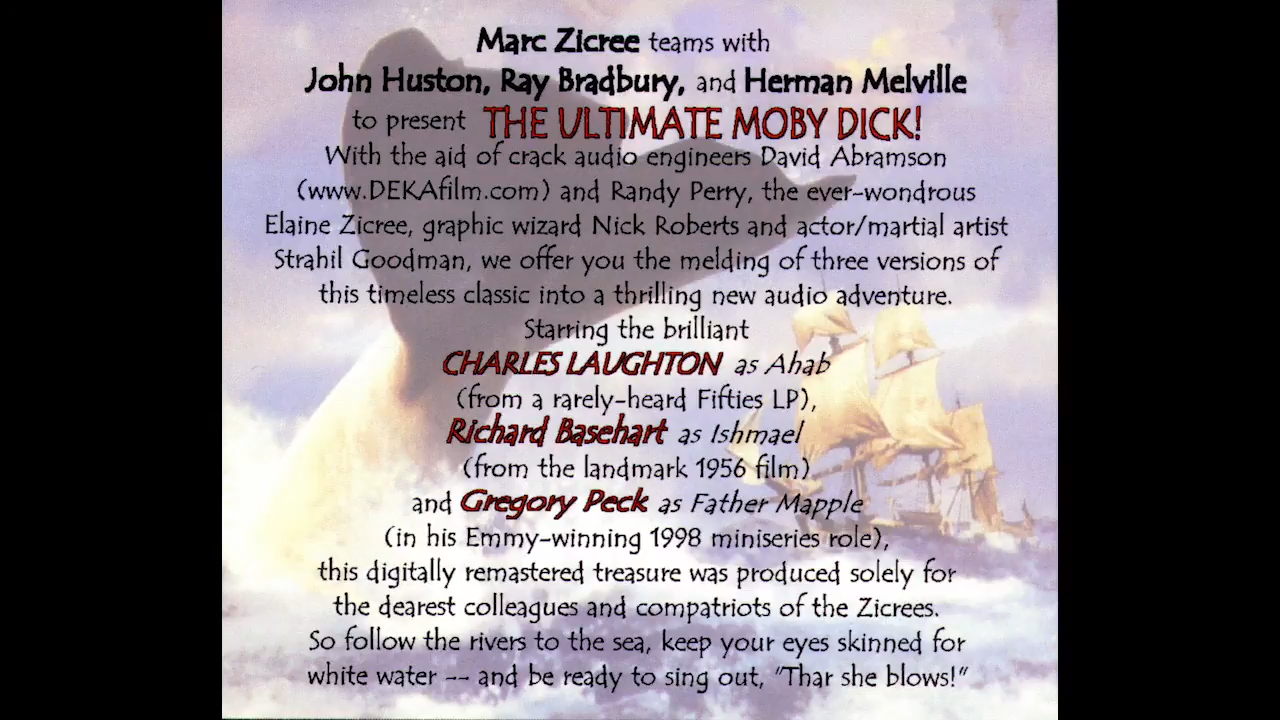 Marc Zicree teams with
John Huston, Ray Bradbury, and Herman Melville
to present THE ULTIMATE MOBY DICK!
With the aid of crack audio engineers David Abramson
(www.DEKAfilm.com) and Randy Perry, the ever-wondrous
Elaine Zicree, graphic wizard Nick Roberts and actor/martial artist
Strahil Goodman, we offer you the melding of three versions of
this timeless classic into a thrilling new audio adventure.
Starring the brilliant
CHARLES LAUGHTON as Ahab
(from a rarely-heard Fifties LP),
Richard Basehart as Ishmael
(from the landmark 1956 film)
and Gregory Peck as Father Mapple
(in his Emmy-winning 1998 miniseries role),
this digitally remastered treasure was produced solely for
the dearest colleagues and compatriots of the Zicrees.
So follow the rivers to the sea, keep your eyes skinned for
white water -- and be ready to sing out, "Thar she blows!"